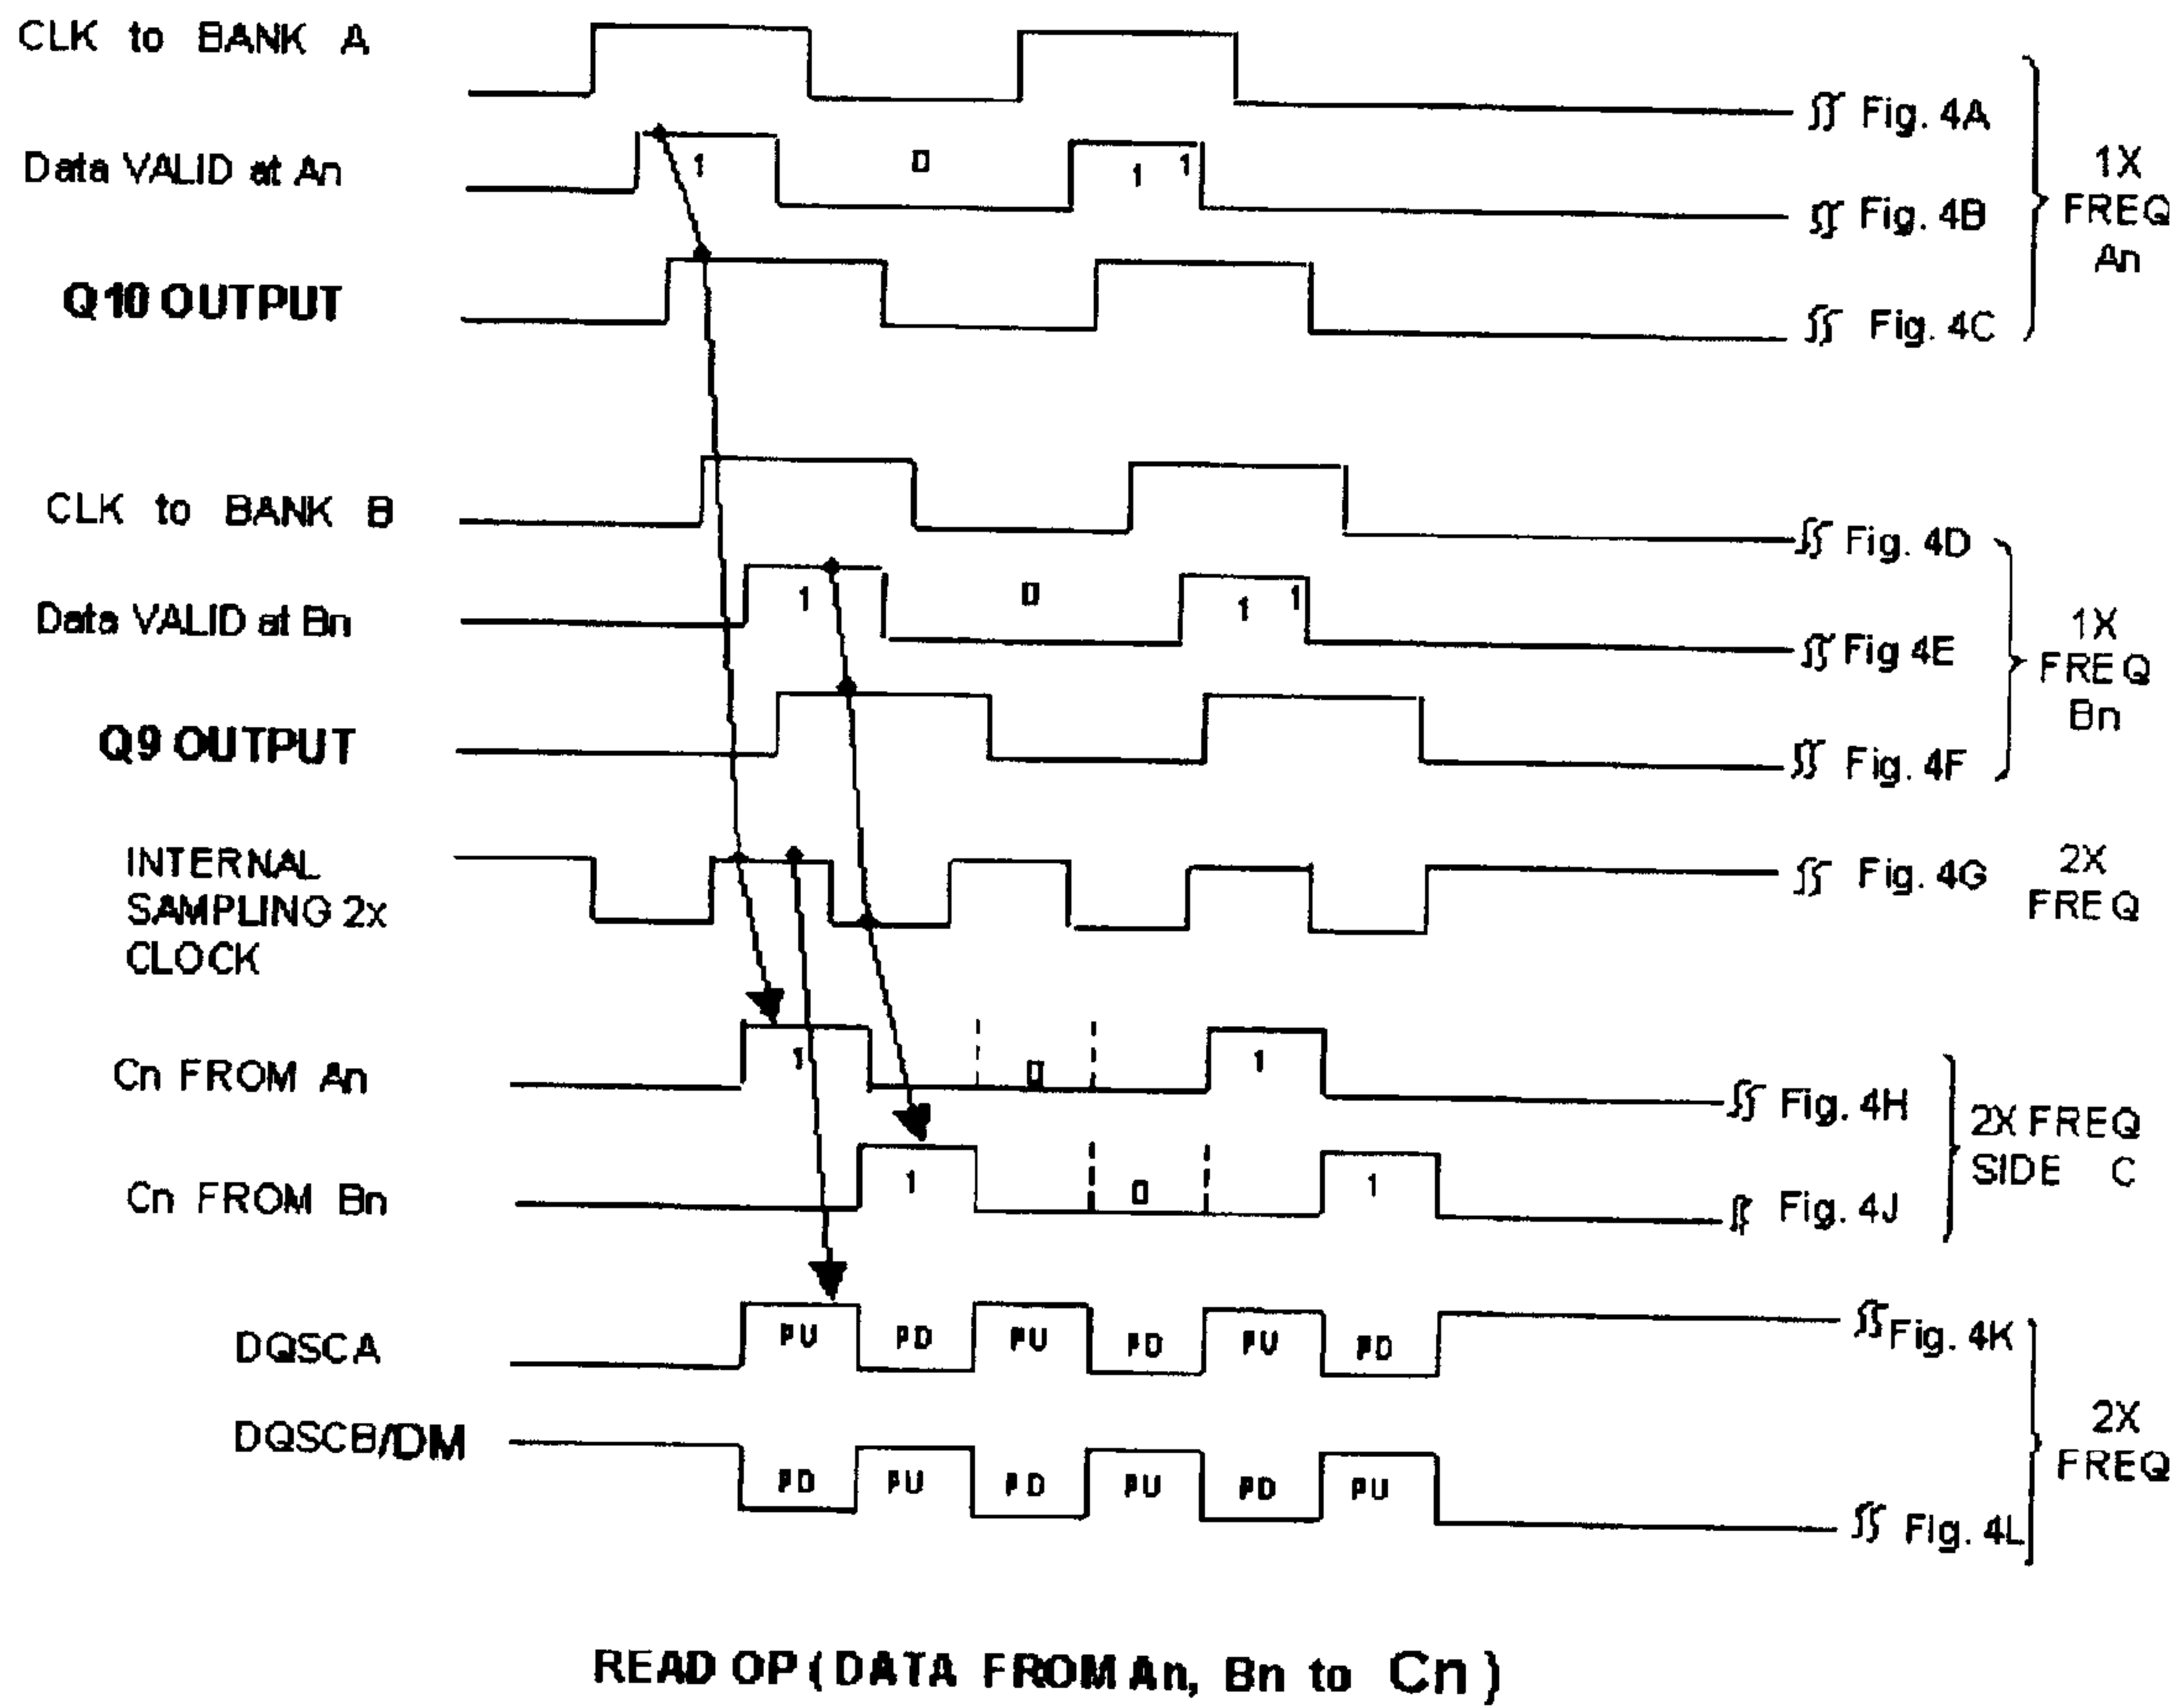 CLK to BANK A
Fig. 4A
Data VALID at An
1 0 1 1
Fig. 4B
1X
FREQ
An
Q10 OUTPUT
Fig. 4C
CLK to BANK B
Fig. 4D
Data VALID at Bn
1 0 1 1
Fig 4E
1X
FREQ
Bn
Q9 OUTPUT
Fig. 4F
INTERNAL
SAMPLING 2x
CLOCK
Fig. 4G
2X
FREQ
Cn FROM An
1 0 1
Fig. 4H
Cn FROM Bn
1 0 1
Fig. 4J
2X FREQ
SIDE C
DQSCA
PU PD PU PD PU PD
Fig. 4K
DQSCB/DM
PD PU PD PU PD PU
Fig. 4L
2X
FREQ
READ OP ( DATA FROM An, Bn to Cn )